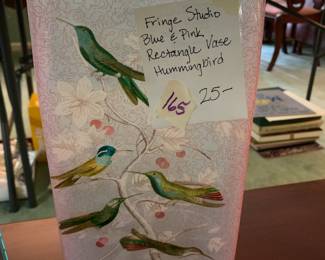 Fringe Studio
Blue & Pink
Rectangle Vase
Hummingbird
165 25-